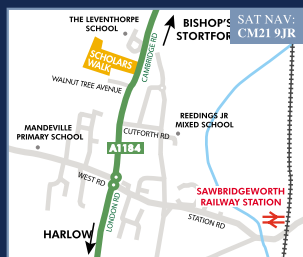 THE LEVENTHORPE
SCHOOL
BISHOP'S
STORTFOR
SAT NAV:
CM21 9JR
SCHOLARS
WALK
CAMBRIDGE RD
WALNUT TREE AVENUE
MANDEVILLE
PRIMARY SCHOOL
CUTFORTH RD
REEDINGS JR
MIXED SCHOOL
A1184
WEST RD
LONDON RD
SAWBRIDGEWORTH
RAILWAY STATION
STATION RD
HARLOW